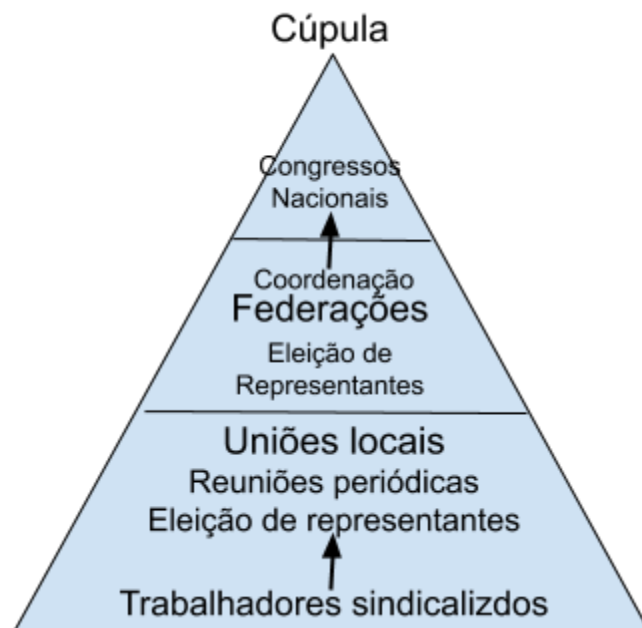 Cúpula
Congressos
Nacionais
Coordenação
Federações
Eleição de
Representantes
Uniões locais
Reuniões periódicas
Eleição de representantes
Trabalhadores sindicalizdos